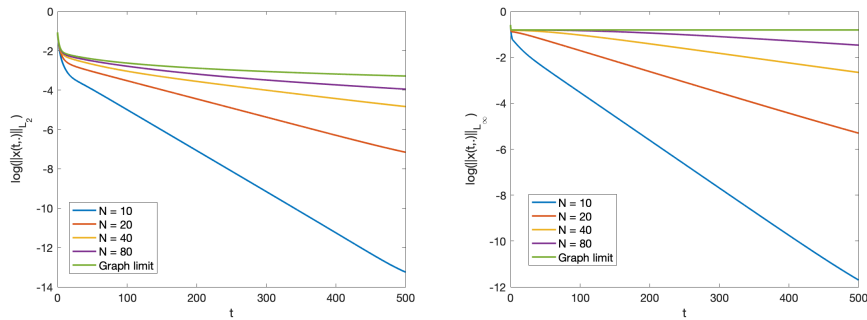 0
-2
-4
-6
-8
-10
-12
-14
0 100 200 300 400 500
t
log(||x(t,.)||_{L_2})
N = 10
N = 20
N = 40
N = 80
Graph limit
0
-2
-4
-6
-8
-10
-12
0 100 200 300 400 500
t
log(||x(t,.)||_{L_∞})
N = 10
N = 20
N = 40
N = 80
Graph limit